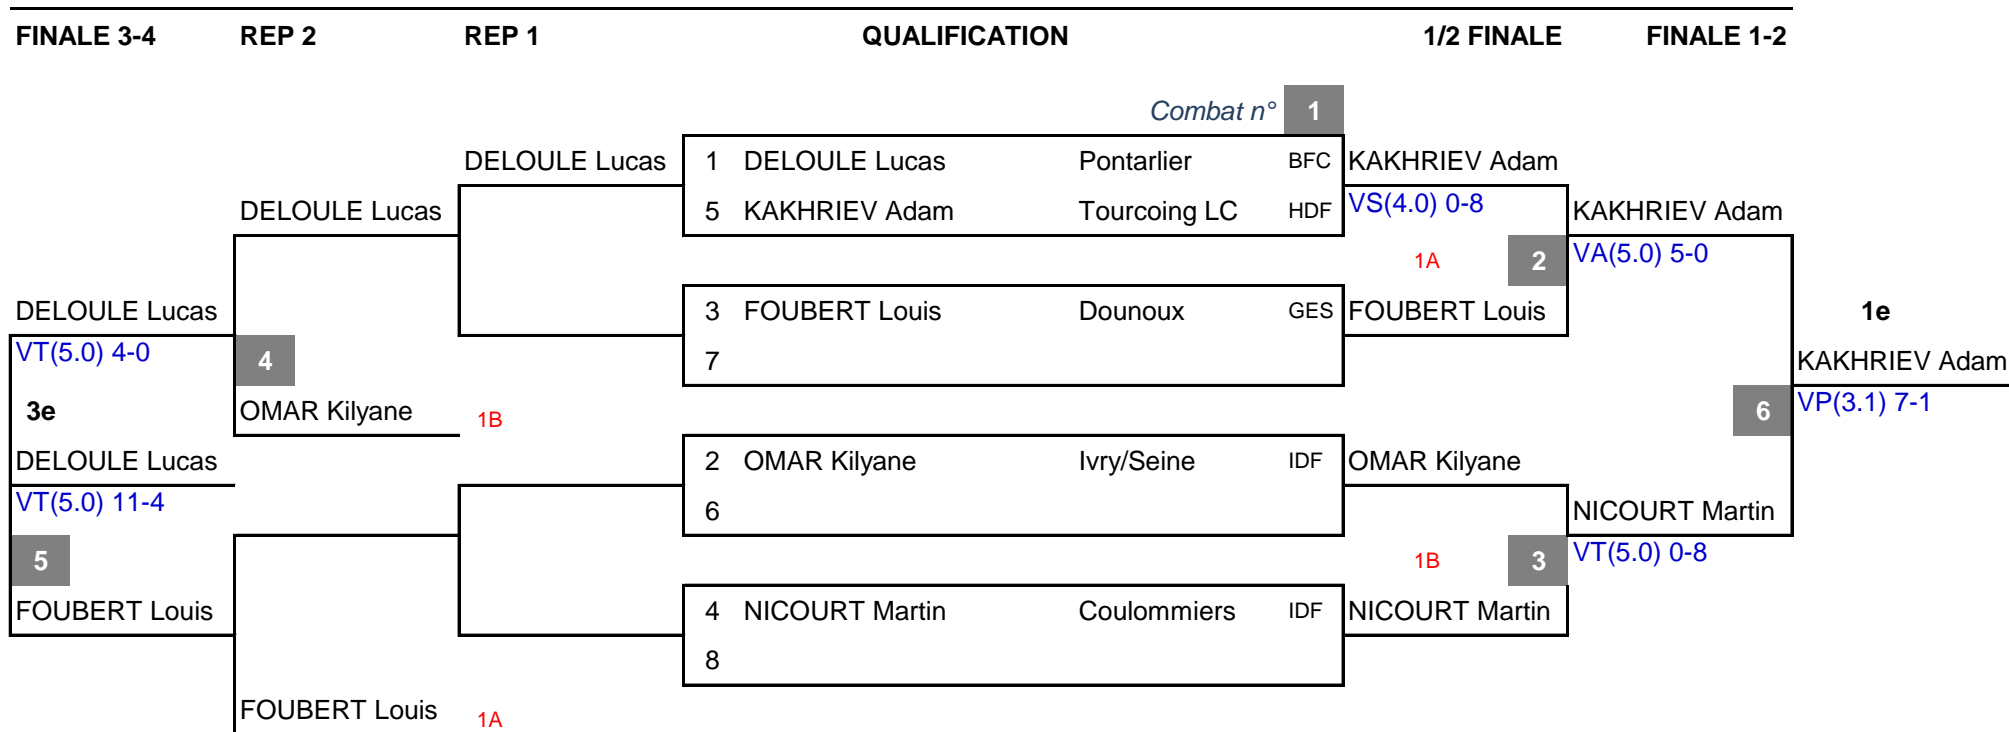 FINALE 3-4 REP 2 REP 1 QUALIFICATION 1/2 FINALE FINALE 1-2
Combat n° 1
DELOULE Lucas 1 DELOULE Lucas Pontarlier BFC KAKHRIEV Adam
DELOULE Lucas 5 KAKHRIEV Adam Tourcoing LC HDF VS(4.0) 0-8 KAKHRIEV Adam
1A 2 VA(5.0) 5-0
DELOULE Lucas 3 FOUBERT Louis Dounoux GES FOUBERT Louis 1e
VT(5.0) 4-0 4 7 KAKHRIEV Adam
3e OMAR Kilyane 1B 6 VP(3.1) 7-1
DELOULE Lucas 2 OMAR Kilyane Ivry/Seine IDF OMAR Kilyane
VT(5.0) 11-4 6 NICOURT Martin
5 1B 3 VT(5.0) 0-8
FOUBERT Louis 4 NICOURT Martin Coulommiers IDF NICOURT Martin
8
FOUBERT Louis 1A